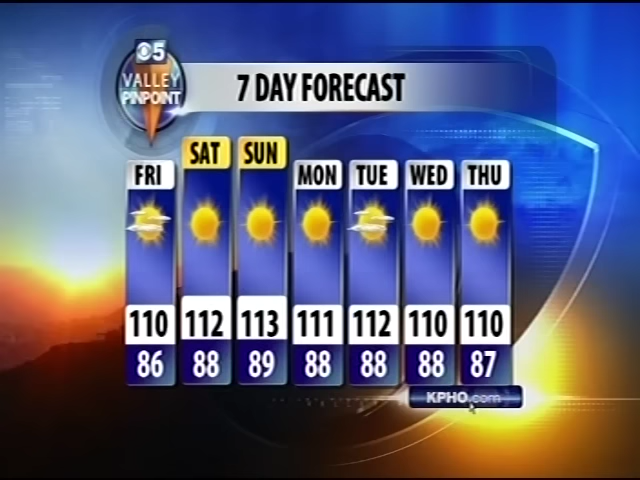 5
VALLEY
PINPOINT
7 DAY FORECAST
FRI SAT SUN MON TUE WED THU
110 112 113 111 112 110 110
86 88 89 88 88 88 87
KPHO.com